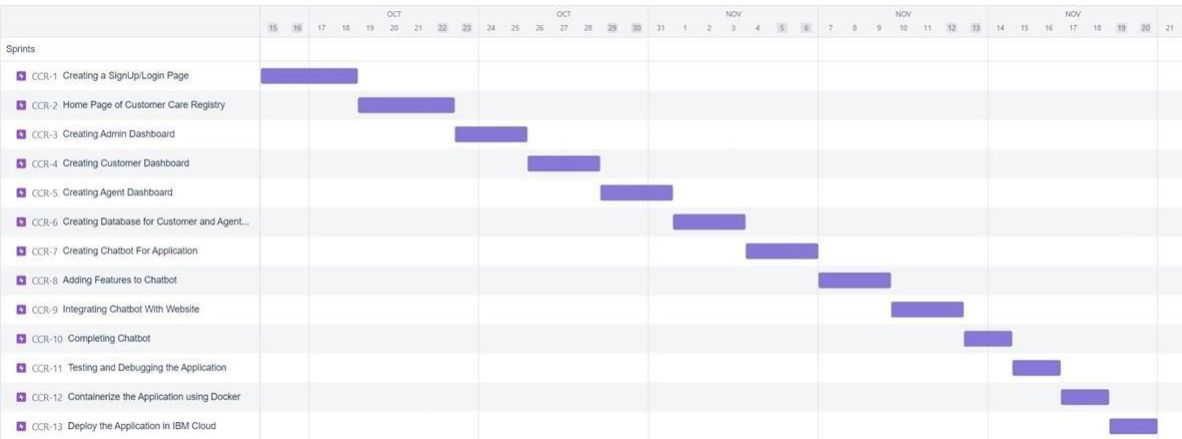 OCT OCT NOV NOV NOV
15 16 17 18 19 20 21 22 23 24 25 26 27 28 29 30 31 1 2 3 4 5 6 7 8 9 10 11 12 13 14 15 16 17 18 19 20 21
Sprints
CCR-1 Creating a SignUp/Login Page
CCR-2 Home Page of Customer Care Registry
CCR-3 Creating Admin Dashboard
CCR-4 Creating Customer Dashboard
CCR-5 Creating Agent Dashboard
CCR-6 Creating Database for Customer and Agent...
CCR-7 Creating Chatbot For Application
CCR-8 Adding Features to Chatbot
CCR-9 Integrating Chatbot With Website
CCR-10 Completing Chatbot
CCR-11 Testing and Debugging the Application
CCR-12 Containerize the Application using Docker
CCR-13 Deploy the Application in IBM Cloud